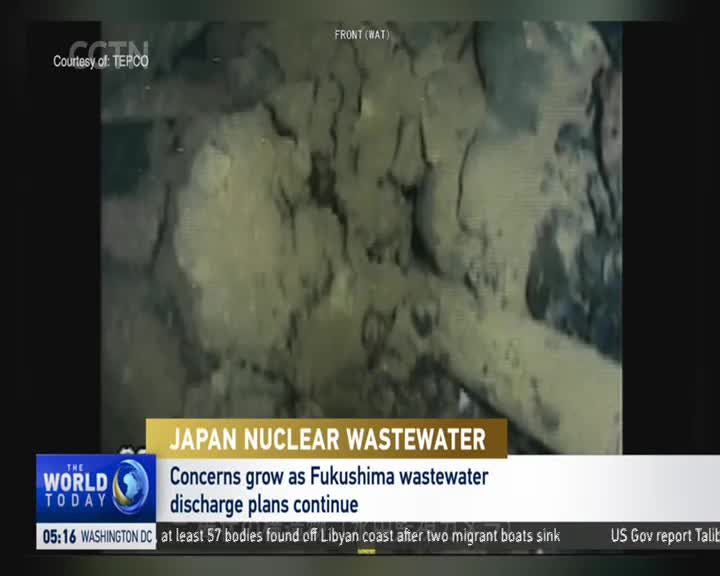 CGTN
FRONT(WAT)
Courtesy of: TEPCO
JAPAN NUCLEAR WASTEWATER
THE
WORLD
TODAY
Concerns grow as Fukushima wastewater
discharge plans continue
05:16 WASHINGTON DC
, at least 57 bodies found off Libyan coast after two migrant boats sink
US Gov report Talib